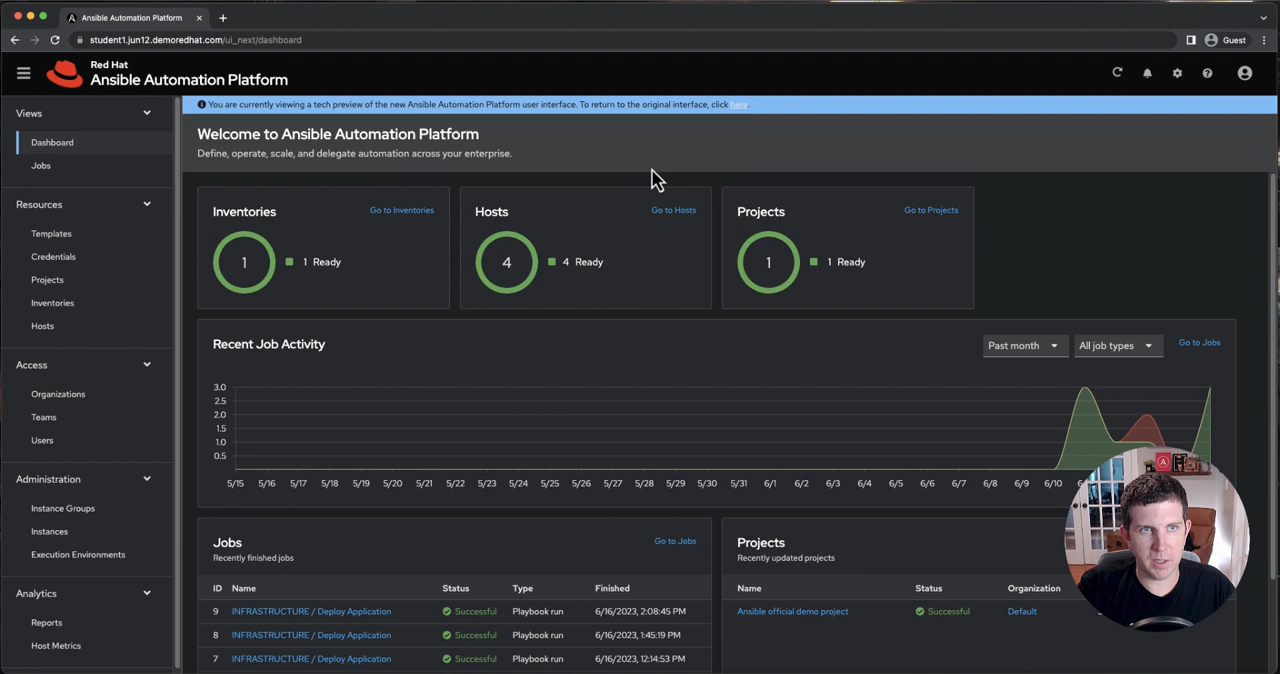 Ansible Automation Platform
student1.jun12.demoredhat.com/ui_next/dashboard
Guest
Red Hat
Ansible Automation Platform
You are currently viewing a tech preview of the new Ansible Automation Platform user interface. To return to the original interface, click here.
Views
Dashboard
Jobs
Resources
Templates
Credentials
Projects
Inventories
Hosts
Access
Organizations
Teams
Users
Administration
Instance Groups
Instances
Execution Environments
Analytics
Reports
Host Metrics
Welcome to Ansible Automation Platform
Define, operate, scale, and delegate automation across your enterprise.
Inventories Go to Inventories
1 1 Ready
Hosts Go to Hosts
4 4 Ready
Projects Go to Projects
1 1 Ready
Recent Job Activity Past month All job types Go to Jobs
3.0
2.5
2.0
1.5
1.0
0.5
5/15 5/16 5/17 5/18 5/19 5/20 5/21 5/22 5/23 5/24 5/25 5/26 5/27 5/28 5/29 5/30 5/31 6/1 6/2 6/3 6/4 6/5 6/6 6/7 6/8 6/9 6/10
Jobs Go to Jobs
Recently finished jobs
ID Name Status Type Finished
9 INFRASTRUCTURE / Deploy Application Successful Playbook run 6/16/2023, 2:08:45 PM
8 INFRASTRUCTURE / Deploy Application Successful Playbook run 6/16/2023, 1:45:19 PM
7 INFRASTRUCTURE / Deploy Application Successful Playbook run 6/16/2023, 12:14:53 PM
Projects
Recently updated projects
Name Status Organization
Ansible official demo project Successful Default